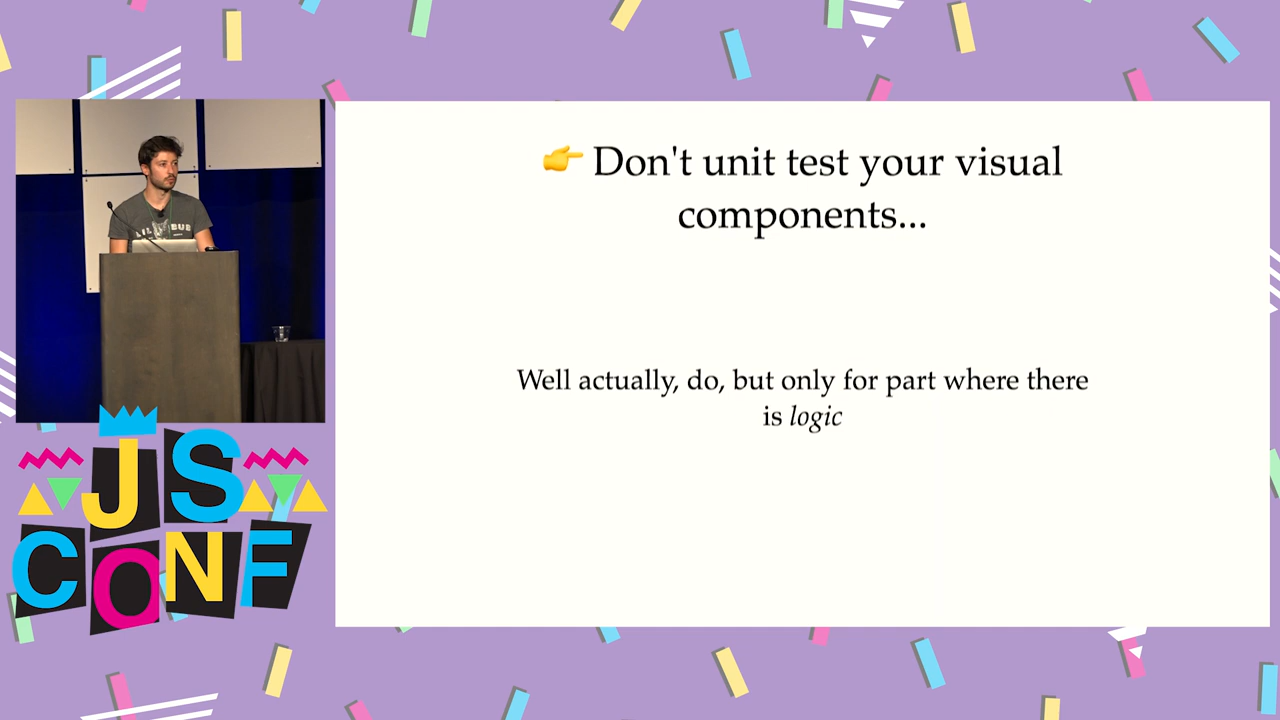 👉 Don't unit test your visual
components...
Well actually, do, but only for part where there
is logic
JS
CONF